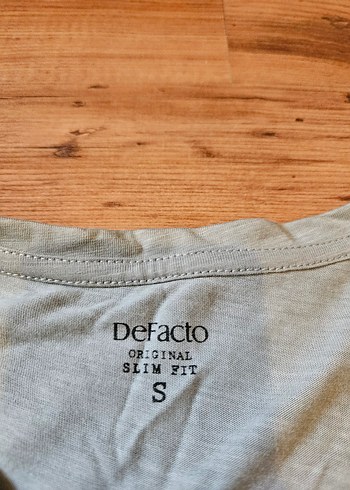 DeFacto
ORIGINAL
SLIM FIT
S